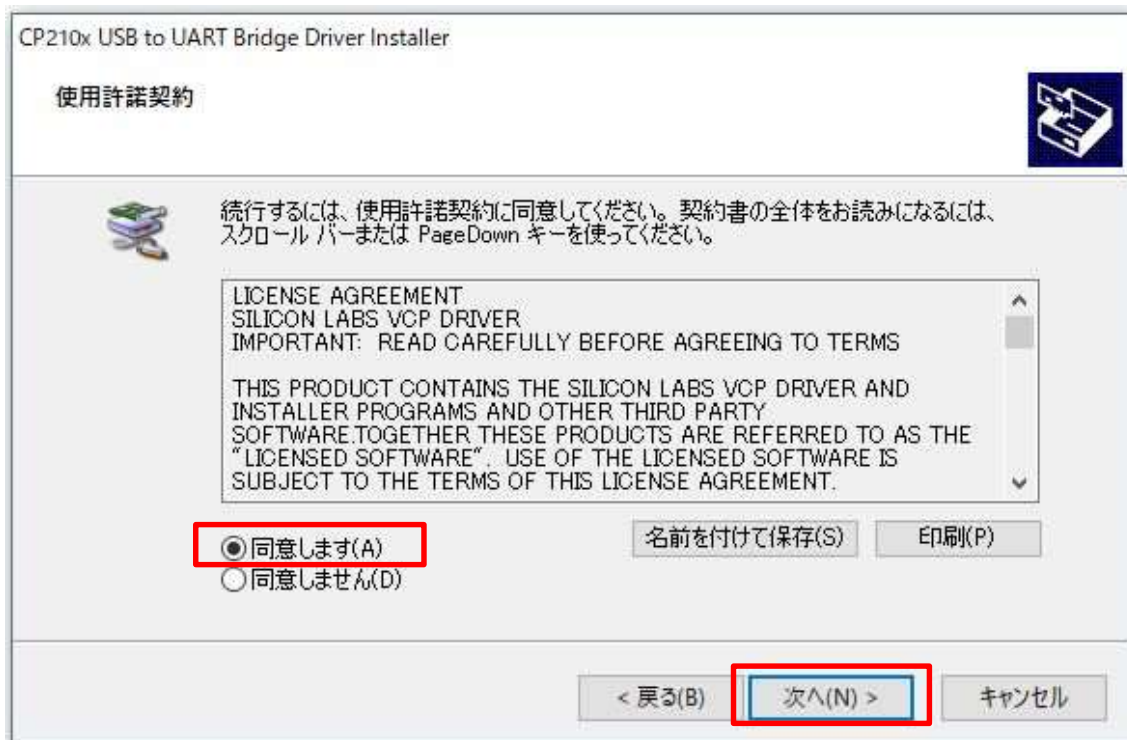 CP210x USB to UART Bridge Driver Installer
使用許諾契約
続行するには、使用許諾契約に同意してください。契約書の全体をお読みになるには、
スクロール バーまたは PageDown キーを使ってください。
LICENSE AGREEMENT
SILICON LABS VCP DRIVER
IMPORTANT:  READ CAREFULLY BEFORE AGREEING TO TERMS
THIS PRODUCT CONTAINS THE SILICON LABS VCP DRIVER AND
INSTALLER PROGRAMS AND OTHER THIRD PARTY
SOFTWARE.TOGETHER THESE PRODUCTS ARE REFERRED TO AS THE
"LICENSED SOFTWARE".  USE OF THE LICENSED SOFTWARE IS
SUBJECT TO THE TERMS OF THIS LICENSE AGREEMENT.
同意します(A)
名前を付けて保存(S)
印刷(P)
同意しません(D)
< 戻る(B)
次へ(N) >
キャンセル